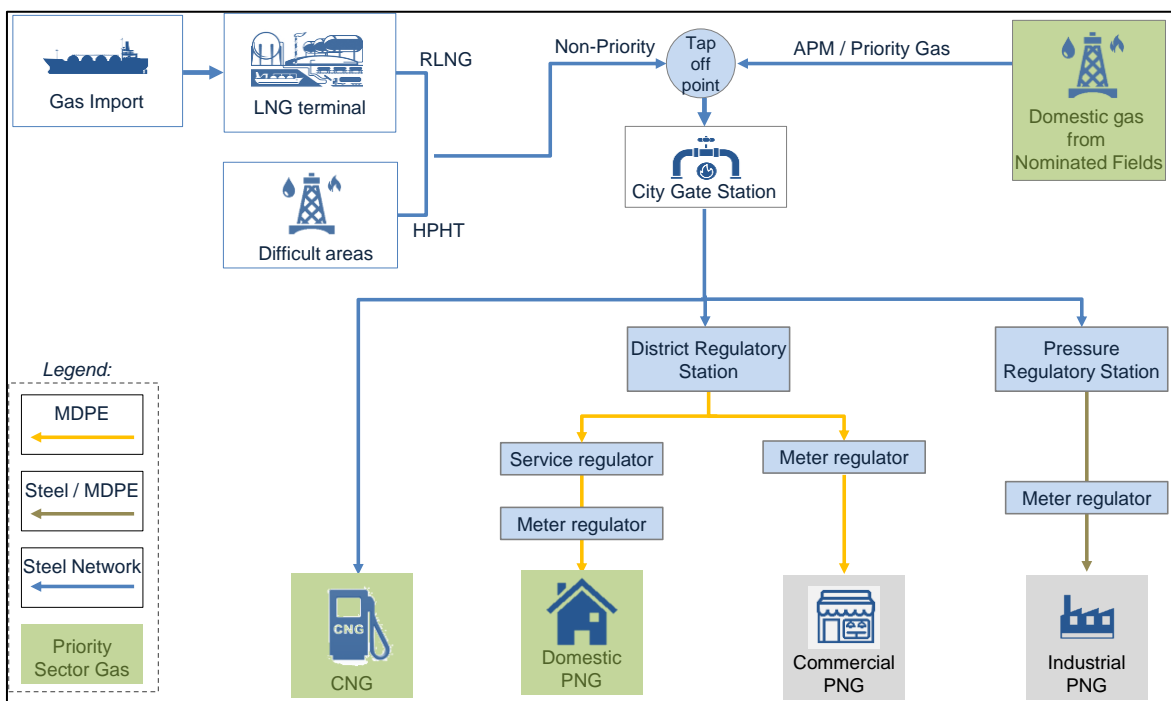 Gas Import
LNG terminal
RLNG
Non-Priority
Tap
off
point
APM / Priority Gas
Domestic gas
from
Nominated Fields
Difficult areas
HPHT
City Gate Station
District Regulatory
Station
Pressure
Regulatory Station
Legend:
MDPE
Steel / MDPE
Steel Network
Priority
Sector Gas
Service regulator
Meter regulator
Meter regulator
Meter regulator
CNG
CNG
Domestic
PNG
Commercial
PNG
Industrial
PNG